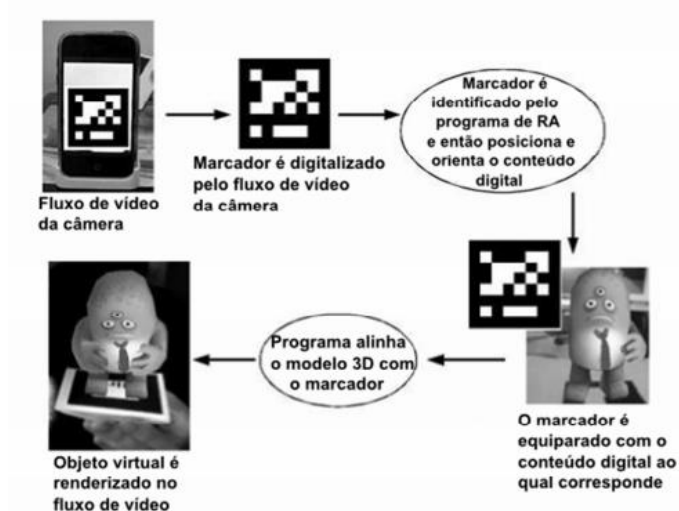 Fluxo de vídeo
da câmera
Marcador é digitalizado
pelo fluxo de vídeo
da câmera
Marcador é
identificado pelo
programa de RA
e então posiciona e
orienta o conteúdo
digital
O marcador é
equiparado com o
conteúdo digital ao
qual corresponde
Programa alinha
o modelo 3D com
o marcador
Objeto virtual é
renderizado no
fluxo de vídeo